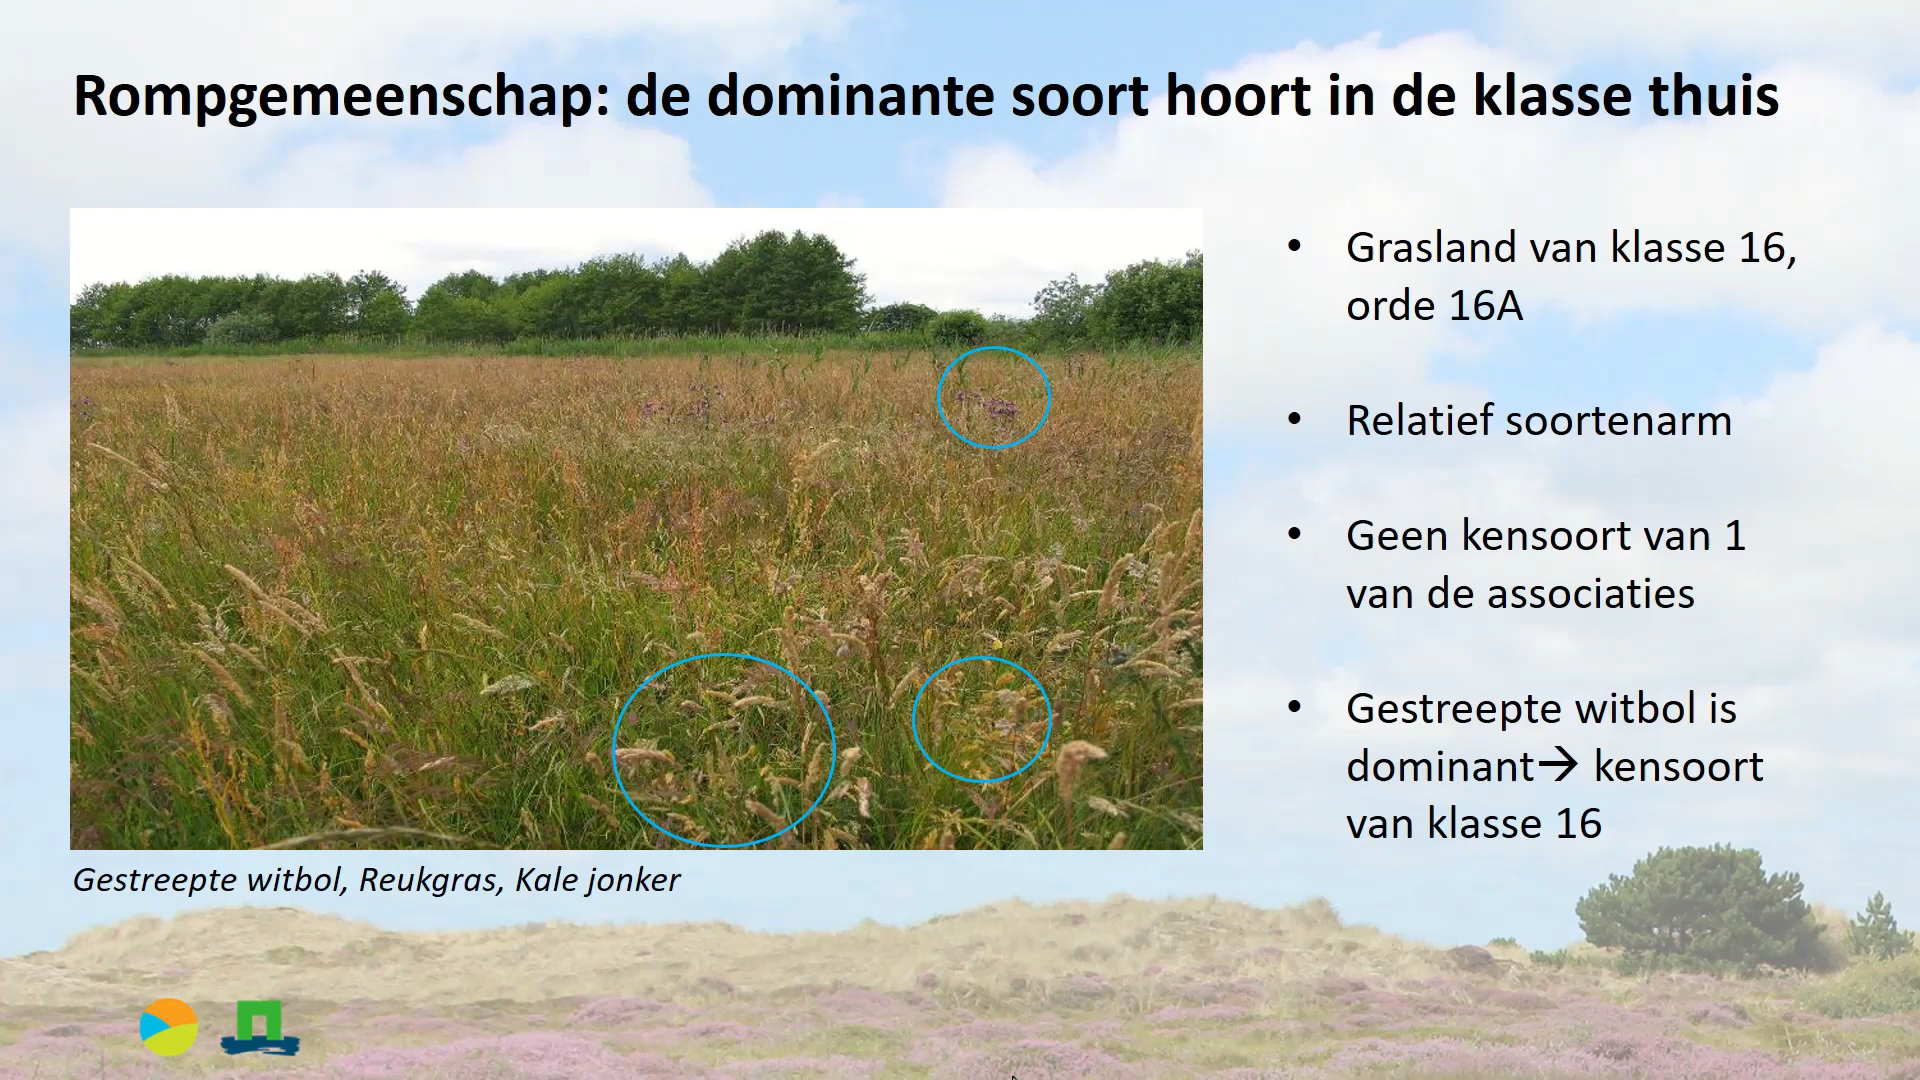 Rompgemeenschap: de dominante soort hoort in de klasse thuis
• Grasland van klasse 16,
orde 16A
• Relatief soortenarm
• Geen kensoort van 1
van de associaties
• Gestreepte witbol is
dominant→ kensoort
van klasse 16
Gestreepte witbol, Reukgras, Kale jonker